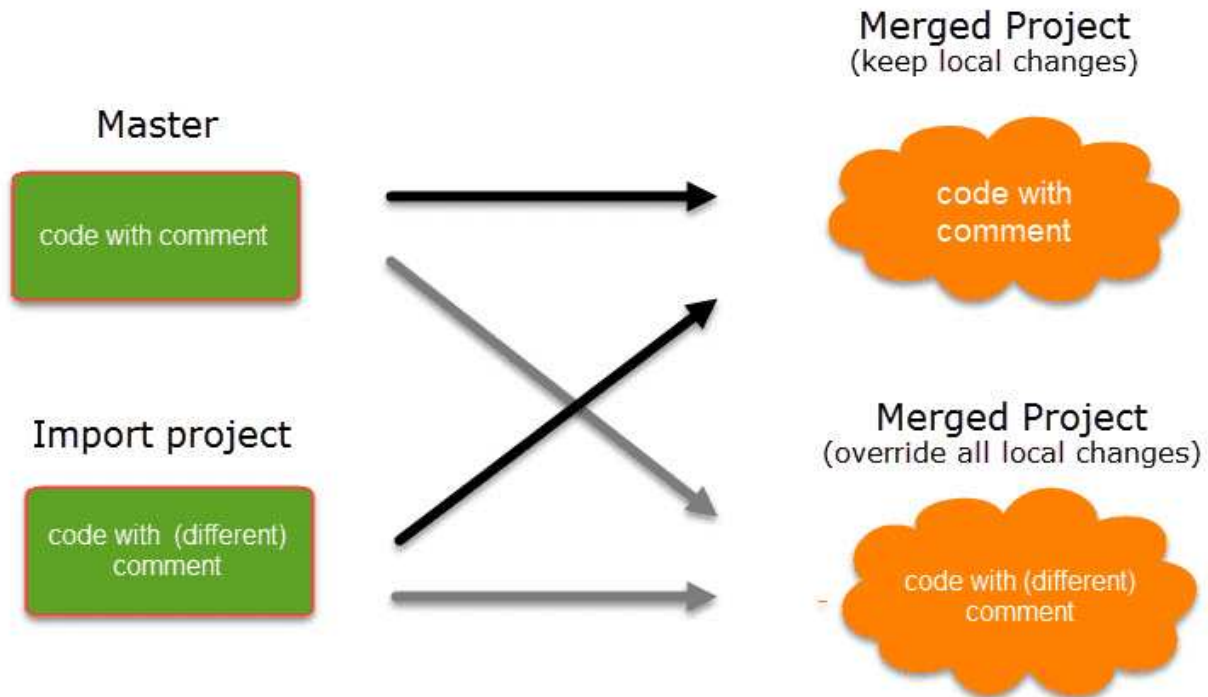 Merged Project
(keep local changes)
Master
code with comment
code with
comment
Import project
code with (different)
comment
Merged Project
(override all local changes)
code with (different)
comment